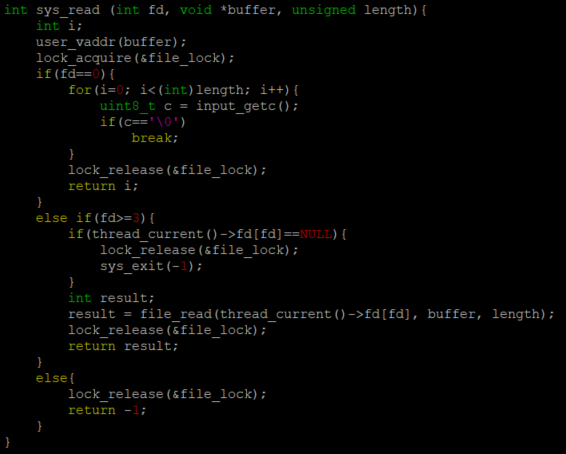 int sys_read (int fd, void *buffer, unsigned length){
    int i;
    user_vaddr(buffer);
    lock_acquire(&file_lock);
    if(fd==0){
        for(i=0; i<(int)length; i++){
            uint8_t c = input_getc();
            if(c=='\0')
                break;
        }
        lock_release(&file_lock);
        return i;
    }
    else if(fd>=3){
        if(thread_current()->fd[fd]==NULL){
            lock_release(&file_lock);
            sys_exit(-1);
        }
        int result;
        result = file_read(thread_current()->fd[fd], buffer, length);
        lock_release(&file_lock);
        return result;
    }
    else{
        lock_release(&file_lock);
        return -1;
    }
}